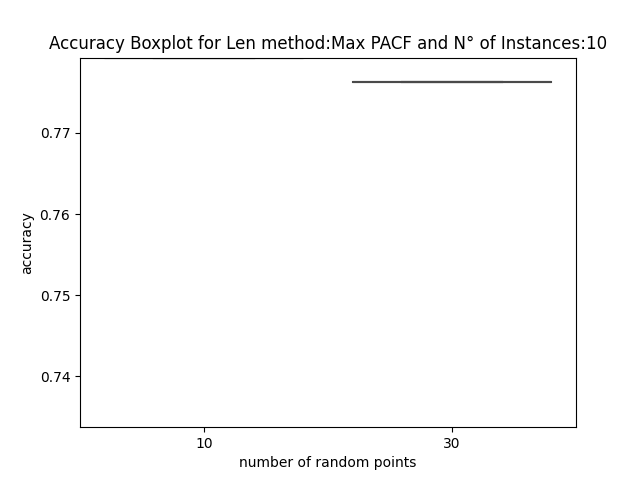 Accuracy Boxplot for Len method:Max PACF and N° of Instances:10
0.77
0.76
0.75
0.74
accuracy
10 30
number of random points